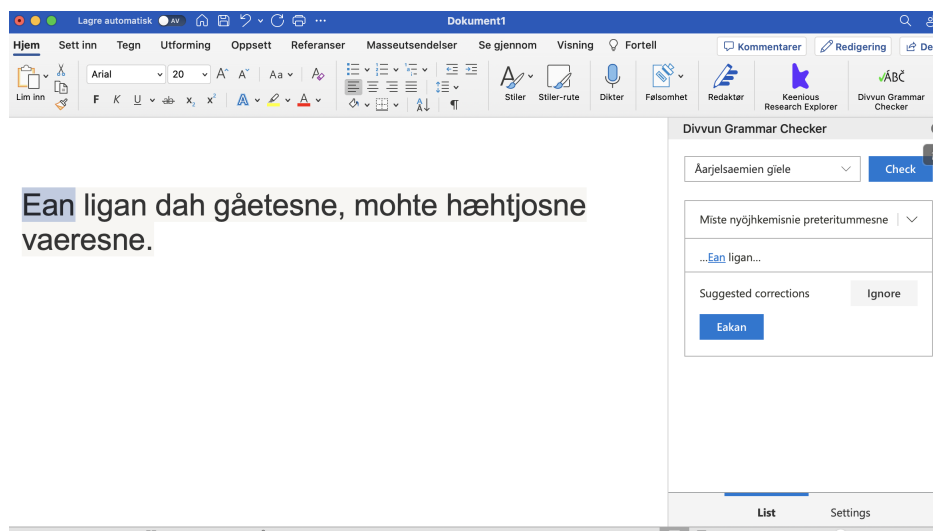 Lagre automatisk AV Dokument1
Hjem Sett inn Tegn Utforming Oppsett Referanser Masseutsendelser Se gjennom Visning Fortell Kommentarer Redigering De
Arial 20 A^ A˅ Aa A
Lim inn F K U ab x₂ x² A A A↓ ¶ Stiler Stiler-rute Dikter Følsomhet Redaktør Keenious Research Explorer ÁBČ Divvun Grammar Checker
Divvun Grammar Checker
Åarjelsaemien gïele Check
Ean ligan dah gåetesne, mohte hæhtjosne
vaeresne.
Miste nyöjhkemisnie preteritummesne
...Ean ligan...
Suggested corrections Ignore
Eakan
List Settings